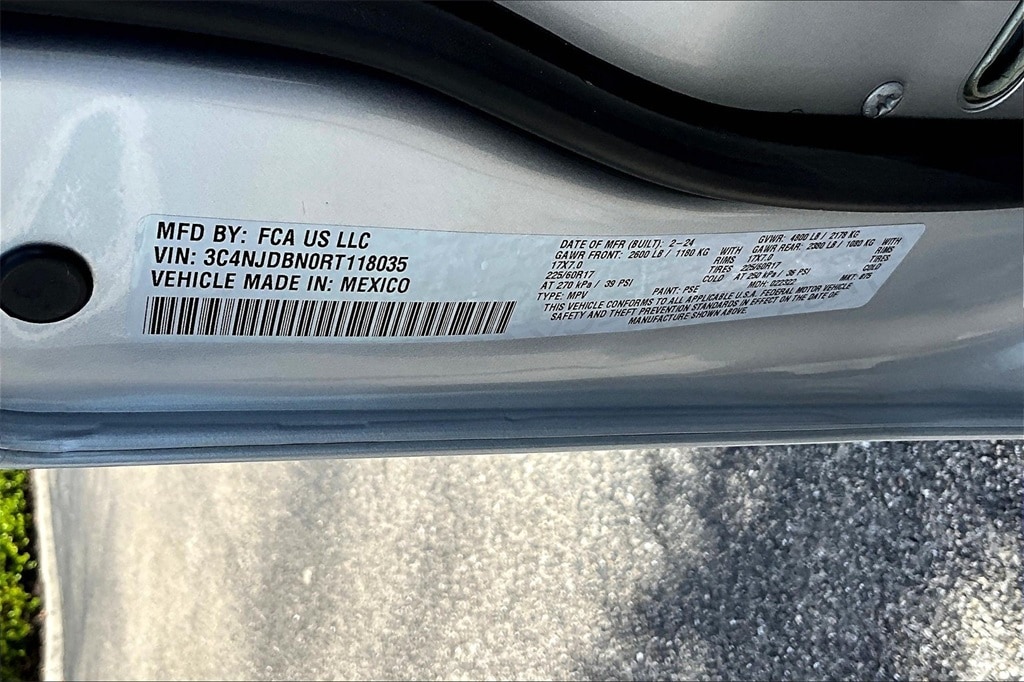 MFD BY: FCA US LLC
VIN: 3C4NJDBN0RT118035
VEHICLE MADE IN: MEXICO
DATE OF MFR (BUILT): 2-24 GVWR: 4800 LB / 2178 KG
GAWR FRONT: 2600 LB / 1180 KG WITH GAWR REAR: 2380 LB / 1080 KG WITH
17X7.0 RIMS 17X7.0 RIMS
225/60R17 TIRES 225/60R17 TIRES
AT 270 kPa / 39 PSI COLD AT 250 kPa / 36 PSI COLD
TYPE: MPV PAINT: PSE MDH: 022322 MKT:
THIS VEHICLE CONFORMS TO ALL APPLICABLE U.S.A. FEDERAL MOTOR VEHICLE
SAFETY AND THEFT PREVENTION STANDARDS IN EFFECT ON THE DATE OF
MANUFACTURE SHOWN ABOVE.